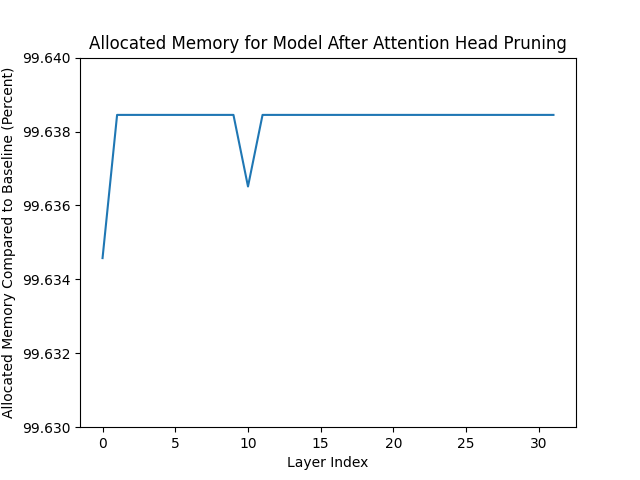 Allocated Memory for Model After Attention Head Pruning
Allocated Memory Compared to Baseline (Percent)
99.640
99.638
99.636
99.634
99.632
99.630
0 5 10 15 20 25 30
Layer Index